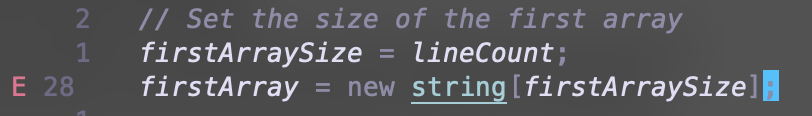 2 // Set the size of the first array
1 firstArraySize = lineCount;
E 28 firstArray = new string[firstArraySize];